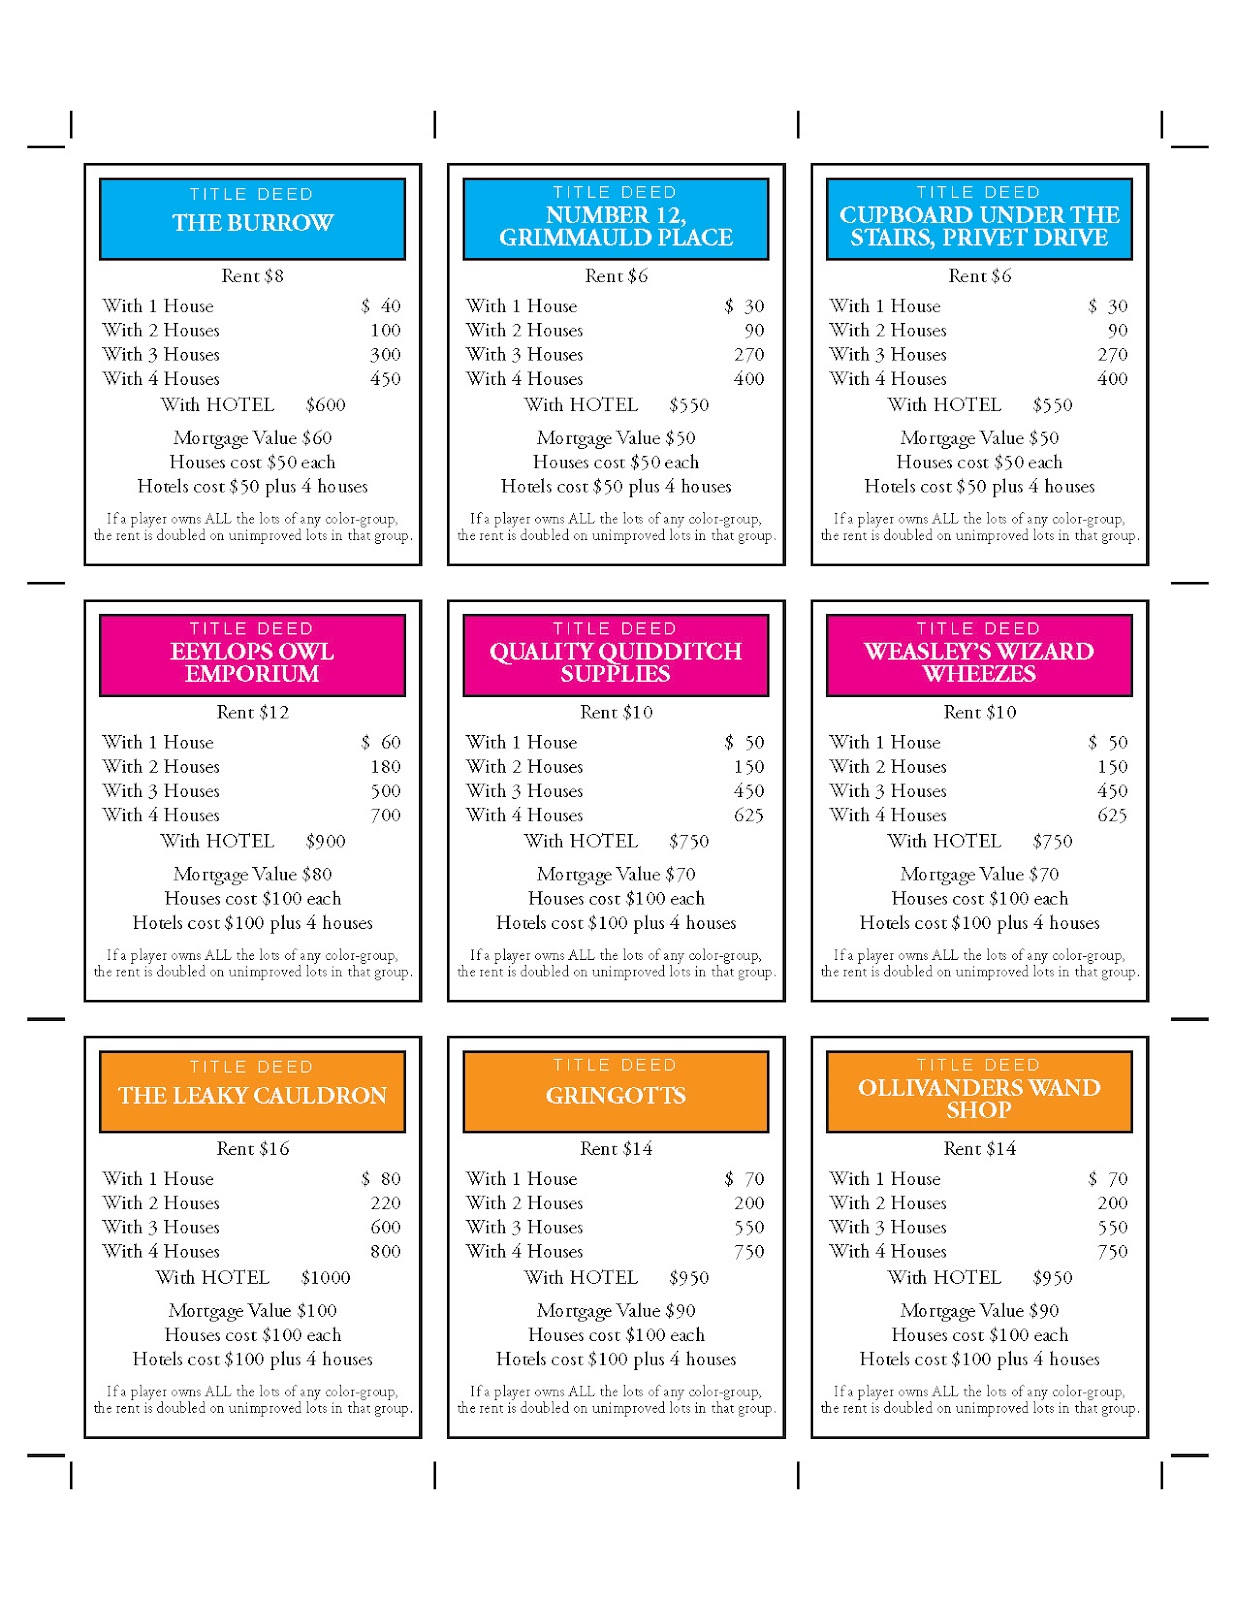 TITLE DEED
THE BURROW
Rent $8
With 1 House $ 40
With 2 Houses 100
With 3 Houses 300
With 4 Houses 450
With HOTEL $600
Mortgage Value $60
Houses cost $50 each
Hotels cost $50 plus 4 houses
If a player owns ALL the lots of any color-group,
the rent is doubled on unimproved lots in that group.
TITLE DEED
NUMBER 12,
GRIMMAULD PLACE
Rent $6
With 1 House $ 30
With 2 Houses 90
With 3 Houses 270
With 4 Houses 400
With HOTEL $550
Mortgage Value $50
Houses cost $50 each
Hotels cost $50 plus 4 houses
If a player owns ALL the lots of any color-group,
the rent is doubled on unimproved lots in that group.
TITLE DEED
CUPBOARD UNDER THE
STAIRS, PRIVET DRIVE
Rent $6
With 1 House $ 30
With 2 Houses 90
With 3 Houses 270
With 4 Houses 400
With HOTEL $550
Mortgage Value $50
Houses cost $50 each
Hotels cost $50 plus 4 houses
If a player owns ALL the lots of any color-group,
the rent is doubled on unimproved lots in that group.
TITLE DEED
EEYLOPS OWL
EMPORIUM
Rent $12
With 1 House $ 60
With 2 Houses 180
With 3 Houses 500
With 4 Houses 700
With HOTEL $900
Mortgage Value $80
Houses cost $100 each
Hotels cost $100 plus 4 houses
If a player owns ALL the lots of any color-group,
the rent is doubled on unimproved lots in that group.
TITLE DEED
QUALITY QUIDDITCH
SUPPLIES
Rent $10
With 1 House $ 50
With 2 Houses 150
With 3 Houses 450
With 4 Houses 625
With HOTEL $750
Mortgage Value $70
Houses cost $100 each
Hotels cost $100 plus 4 houses
If a player owns ALL the lots of any color-group,
the rent is doubled on unimproved lots in that group.
TITLE DEED
WEASLEY'S WIZARD
WHEEZES
Rent $10
With 1 House $ 50
With 2 Houses 150
With 3 Houses 450
With 4 Houses 625
With HOTEL $750
Mortgage Value $70
Houses cost $100 each
Hotels cost $100 plus 4 houses
If a player owns ALL the lots of any color-group,
the rent is doubled on unimproved lots in that group.
TITLE DEED
THE LEAKY CAULDRON
Rent $16
With 1 House $ 80
With 2 Houses 220
With 3 Houses 600
With 4 Houses 800
With HOTEL $1000
Mortgage Value $100
Houses cost $100 each
Hotels cost $100 plus 4 houses
If a player owns ALL the lots of any color-group,
the rent is doubled on unimproved lots in that group.
TITLE DEED
GRINGOTTS
Rent $14
With 1 House $ 70
With 2 Houses 200
With 3 Houses 550
With 4 Houses 750
With HOTEL $950
Mortgage Value $90
Houses cost $100 each
Hotels cost $100 plus 4 houses
If a player owns ALL the lots of any color-group,
the rent is doubled on unimproved lots in that group.
TITLE DEED
OLLIVANDERS WAND
SHOP
Rent $14
With 1 House $ 70
With 2 Houses 200
With 3 Houses 550
With 4 Houses 750
With HOTEL $950
Mortgage Value $90
Houses cost $100 each
Hotels cost $100 plus 4 houses
If a player owns ALL the lots of any color-group,
the rent is doubled on unimproved lots in that group.